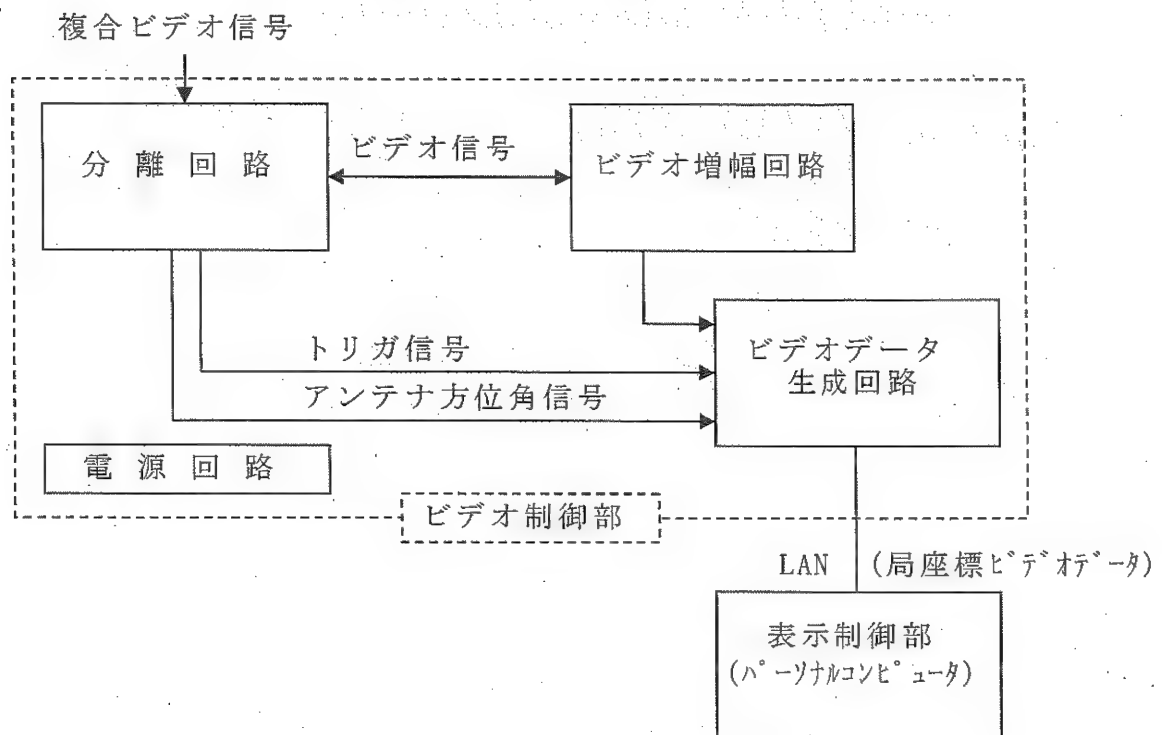 複合ビデオ信号
分離回路
ビデオ信号
ビデオ増幅回路
トリガ信号
アンテナ方位角信号
ビデオデータ
生成回路
電源回路
ビデオ制御部
LAN (局座標ビデオデータ)
表示制御部
(パーソナルコンピュータ)